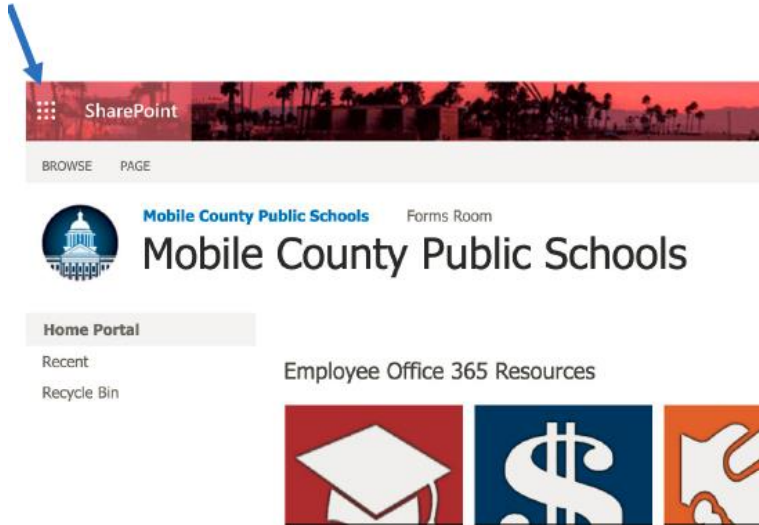 SharePoint
BROWSE PAGE
Mobile County Public Schools Forms Room
Mobile County Public Schools
Home Portal
Recent
Recycle Bin
Employee Office 365 Resources